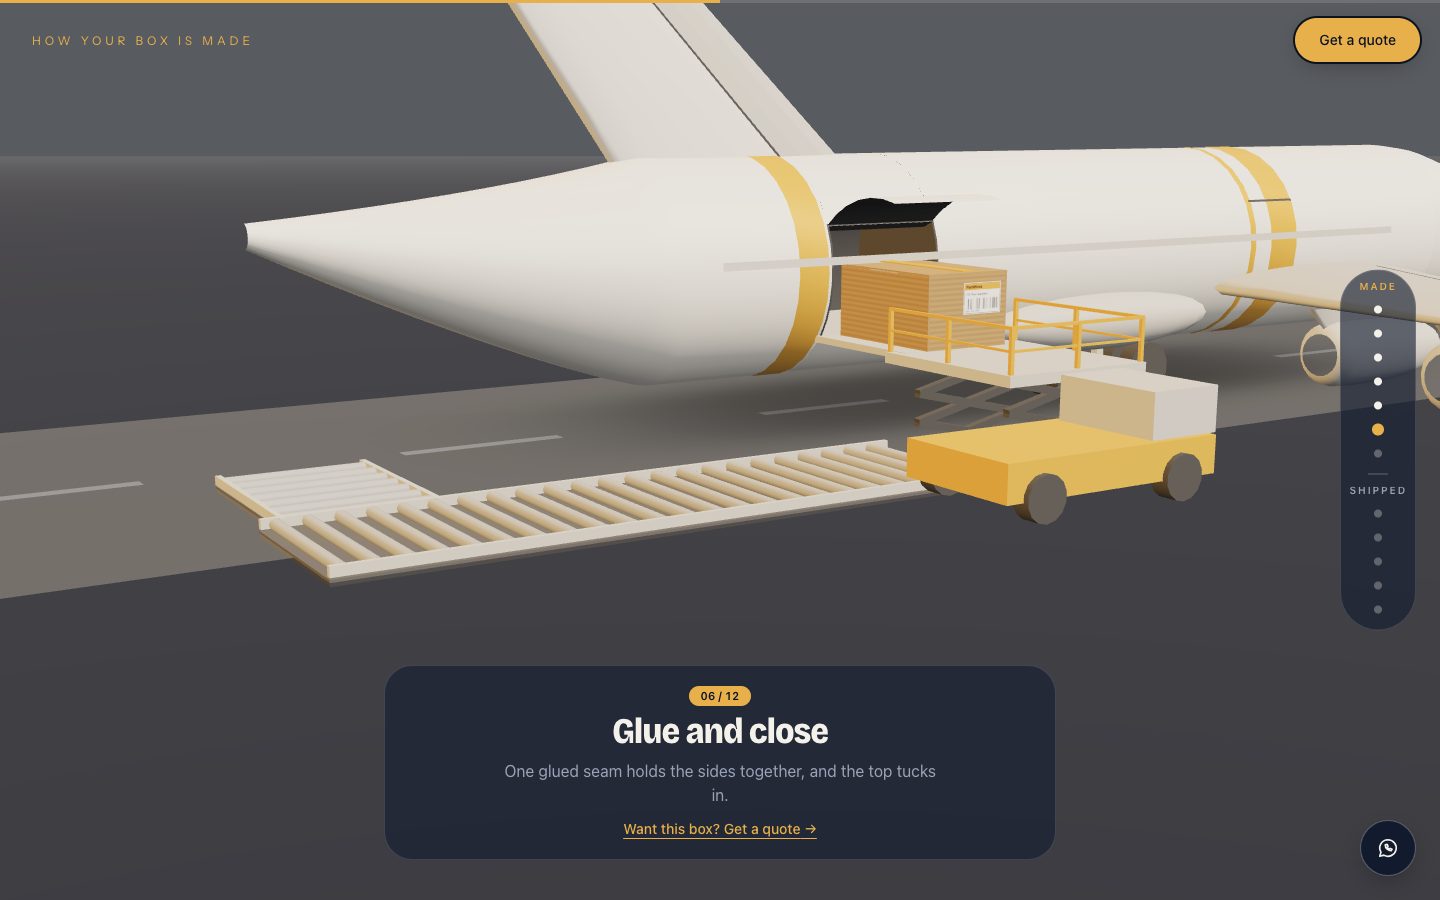 HOW YOUR BOX IS MADE
Get a quote
MADE
SHIPPED
06 / 12
Glue and close
One glued seam holds the sides together, and the top tucks
in.
Want this box? Get a quote →